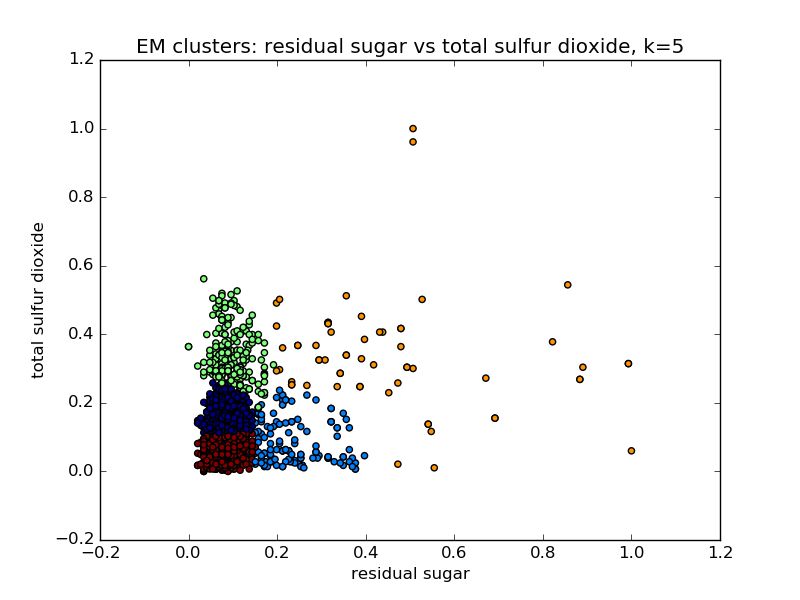 EM clusters: residual sugar vs total sulfur dioxide, k=5
1.2
1.0
0.8
0.6
0.4
0.2
0.0
−0.2
total sulfur dioxide
−0.2 0.0 0.2 0.4 0.6 0.8 1.0 1.2
residual sugar